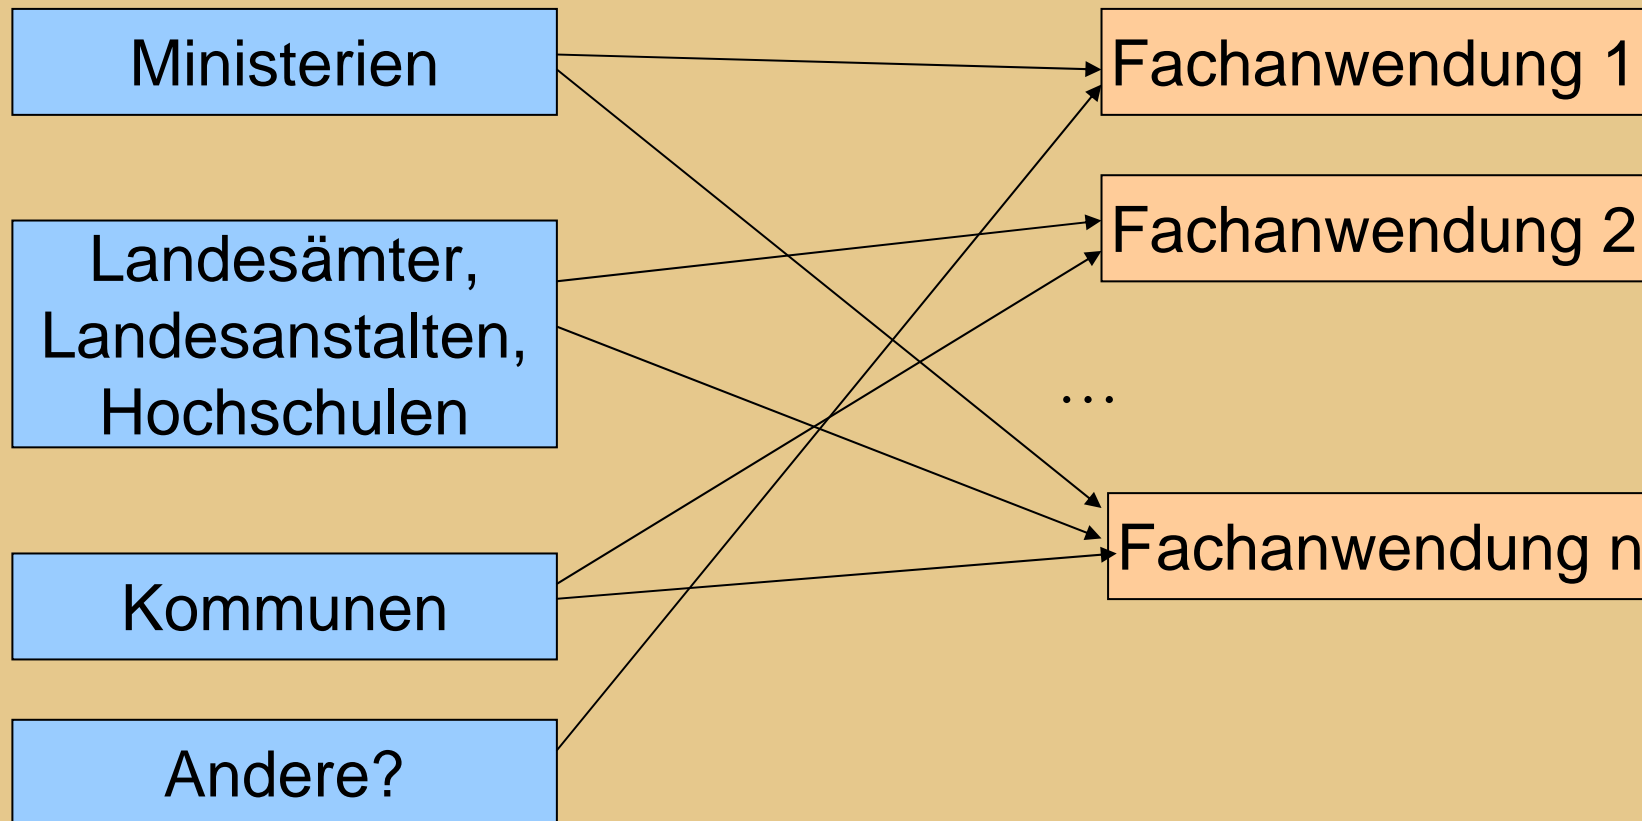 Ministerien
Fachanwendung 1
Landesämter,
Landesanstalten,
Hochschulen
Fachanwendung 2
…
Fachanwendung n
Kommunen
Andere?